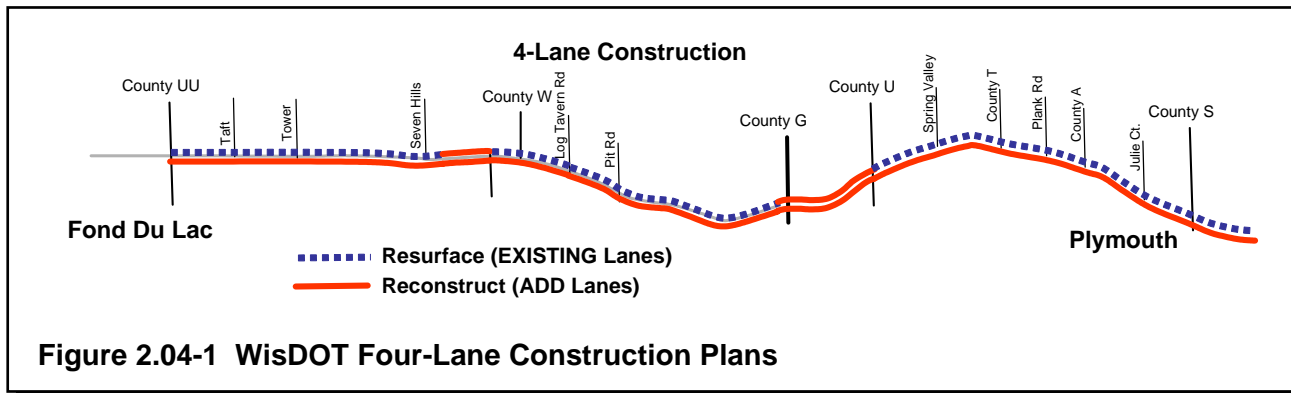 4-Lane Construction
County UU
Taft
Tower
Seven Hills
County W
Log Tavern Rd
Pit Rd
County G
County U
Spring Valley
County T
Plank Rd
County A
Julie Ct.
County S
Fond Du Lac
Plymouth
Resurface (EXISTING Lanes)
Reconstruct (ADD Lanes)
Figure 2.04-1 WisDOT Four-Lane Construction Plans